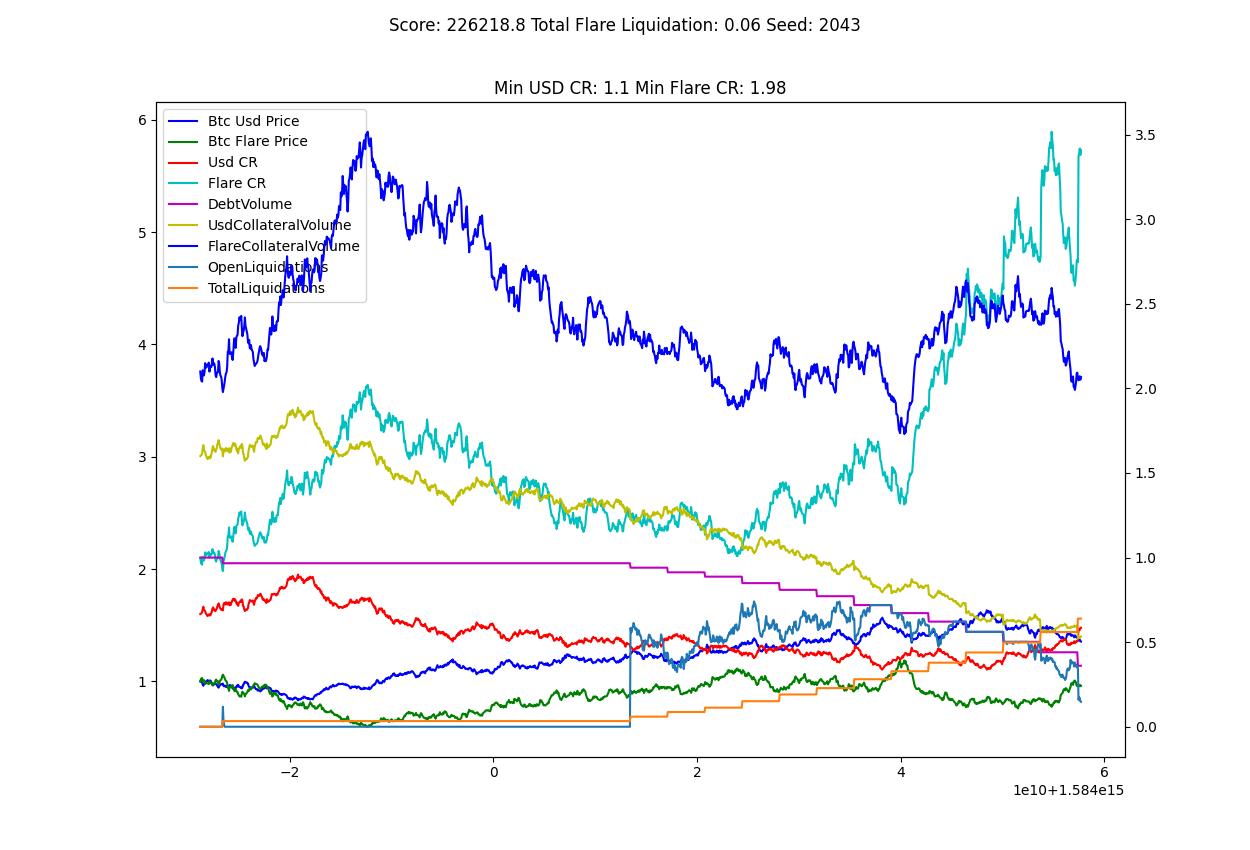 Score: 226218.8 Total Flare Liquidation: 0.06 Seed: 2043
Min USD CR: 1.1 Min Flare CR: 1.98
Btc Usd Price
Btc Flare Price
Usd CR
Flare CR
DebtVolume
UsdCollateralVolume
FlareCollateralVolume
OpenLiquidations
TotalLiquidations
6
5
4
3
2
1
3.5
3.0
2.5
2.0
1.5
1.0
0.5
0.0
−2
0
2
4
6
1e10+1.584e15